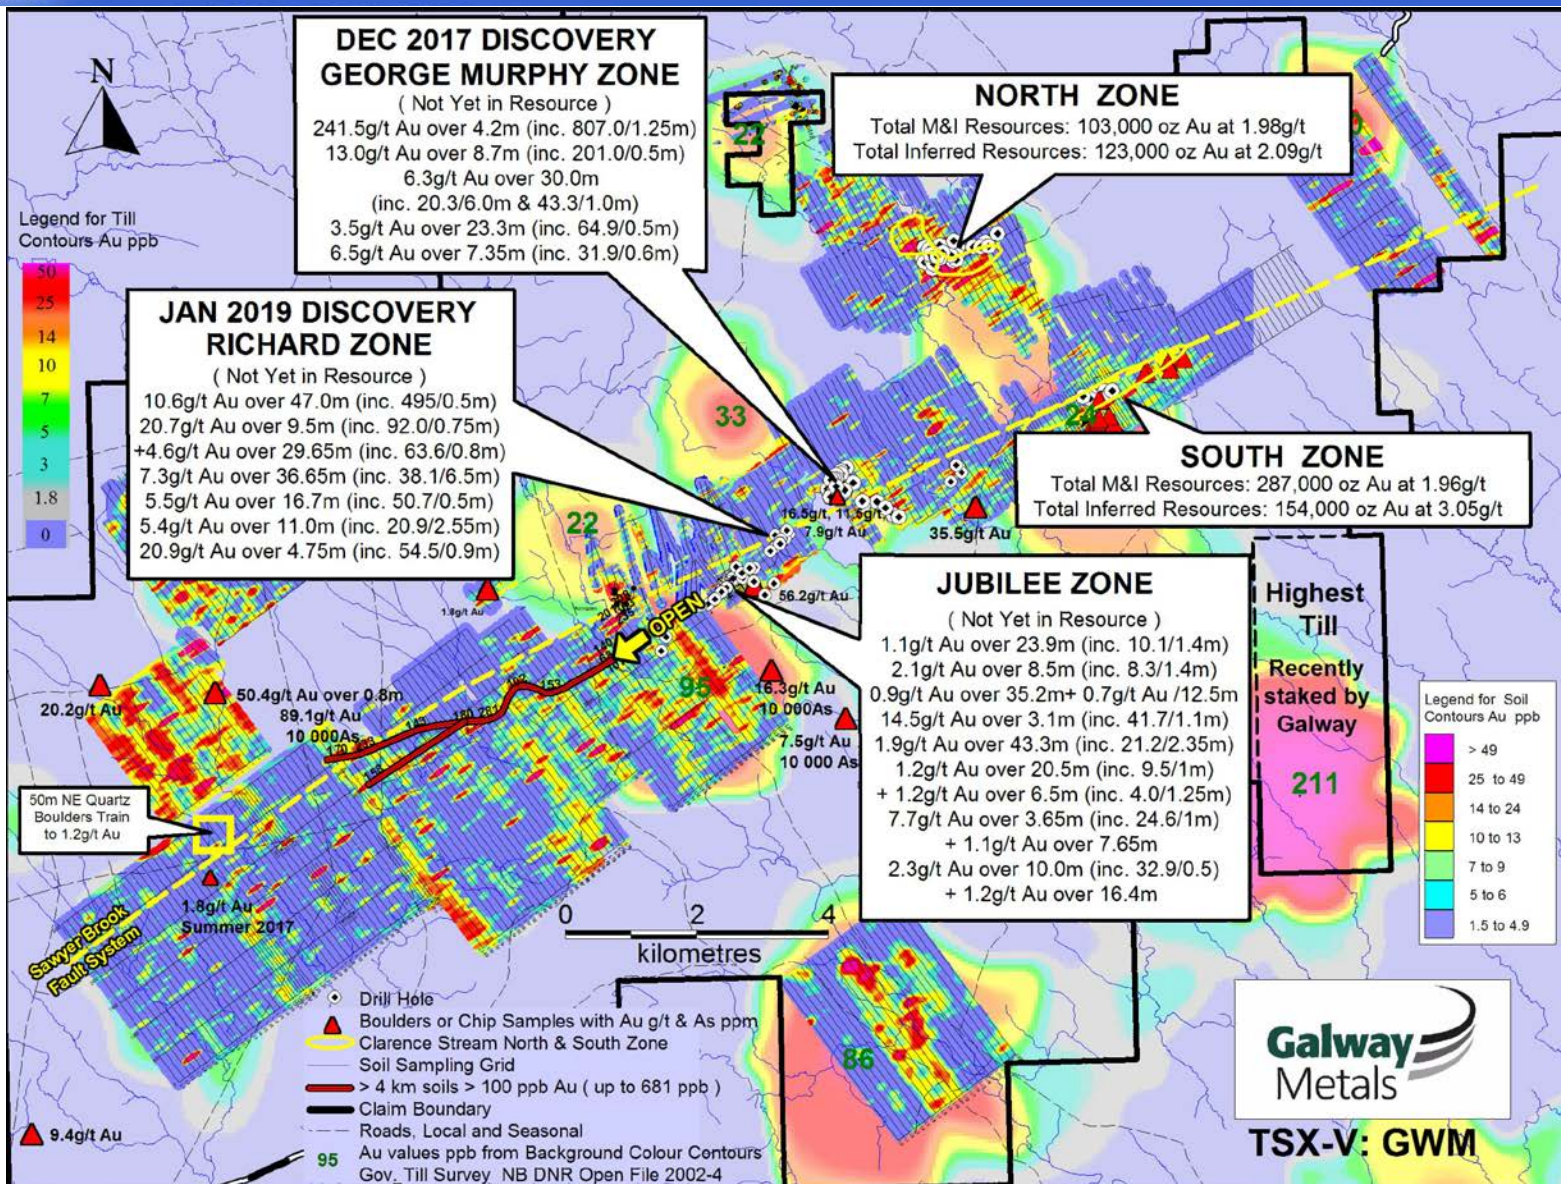 N
DEC 2017 DISCOVERY
GEORGE MURPHY ZONE
( Not Yet in Resource )
241.5g/t Au over 4.2m (inc. 807.0/1.25m)
13.0g/t Au over 8.7m (inc. 201.0/0.5m)
6.3g/t Au over 30.0m
(inc. 20.3/6.0m & 43.3/1.0m)
3.5g/t Au over 23.3m (inc. 64.9/0.5m)
6.5g/t Au over 7.35m (inc. 31.9/0.6m)
NORTH ZONE
Total M&I Resources: 103,000 oz Au at 1.98g/t
Total Inferred Resources: 123,000 oz Au at 2.09g/t
22
Legend for Till
Contours Au ppb
50
25
14
10
7
5
3
1.8
0
JAN 2019 DISCOVERY
RICHARD ZONE
( Not Yet in Resource )
10.6g/t Au over 47.0m (inc. 495/0.5m)
20.7g/t Au over 9.5m (inc. 92.0/0.75m)
+4.6g/t Au over 29.65m (inc. 63.6/0.8m)
7.3g/t Au over 36.65m (inc. 38.1/6.5m)
5.5g/t Au over 16.7m (inc. 50.7/0.5m)
5.4g/t Au over 11.0m (inc. 20.9/2.55m)
20.9g/t Au over 4.75m (inc. 54.5/0.9m)
33
24
SOUTH ZONE
Total M&I Resources: 287,000 oz Au at 1.96g/t
Total Inferred Resources: 154,000 oz Au at 3.05g/t
22
16.5g/t, 11.5g/t,
7.9g/t Au
35.5g/t Au
56.2g/t Au
1.8g/t Au
OPEN
JUBILEE ZONE
( Not Yet in Resource )
1.1g/t Au over 23.9m (inc. 10.1/1.4m)
2.1g/t Au over 8.5m (inc. 8.3/1.4m)
0.9g/t Au over 35.2m+ 0.7g/t Au /12.5m
14.5g/t Au over 3.1m (inc. 41.7/1.1m)
1.9g/t Au over 43.3m (inc. 21.2/2.35m)
1.2g/t Au over 20.5m (inc. 9.5/1m)
+ 1.2g/t Au over 6.5m (inc. 4.0/1.25m)
7.7g/t Au over 3.65m (inc. 24.6/1m)
+ 1.1g/t Au over 7.65m
2.3g/t Au over 10.0m (inc. 32.9/0.5)
+ 1.2g/t Au over 16.4m
Highest
Till
Recently
staked by
Galway
211
Legend for Soil
Contours Au ppb
> 49
25 to 49
14 to 24
10 to 13
7 to 9
5 to 6
1.5 to 4.9
20.2g/t Au
50.4g/t Au over 0.8m
89.1g/t Au
10 000As
140
153
162
143
180
781
170
156
95
16.3g/t Au
10 000As
7.5g/t Au
10 000 As
50m NE Quartz
Boulders Train
to 1.2g/t Au
1.8g/t Au
Summer 2017
Sawyer Brook
Fault System
0 2 4
kilometres
86
Drill Hole
Boulders or Chip Samples with Au g/t & As ppm
Clarence Stream North & South Zone
Soil Sampling Grid
> 4 km soils > 100 ppb Au ( up to 681 ppb )
Claim Boundary
Roads, Local and Seasonal
95 Au values ppb from Background Colour Contours
Gov. Till Survey NB DNR Open File 2002-4
9.4g/t Au
Galway
Metals
TSX-V: GWM